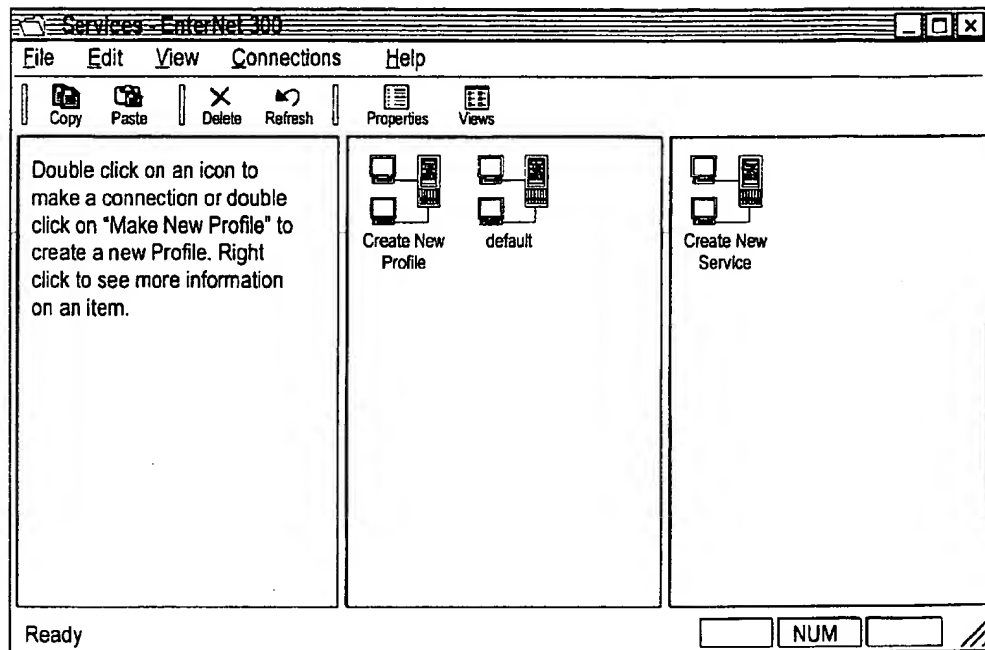 Services - EnterNet 300
File Edit View Connections Help
Copy Paste Delete Refresh Properties Views
Double click on an icon to
make a connection or double
click on "Make New Profile" to
create a new Profile. Right
click to see more information
on an item.
Create New
Profile
default
Create New
Service
Ready
NUM